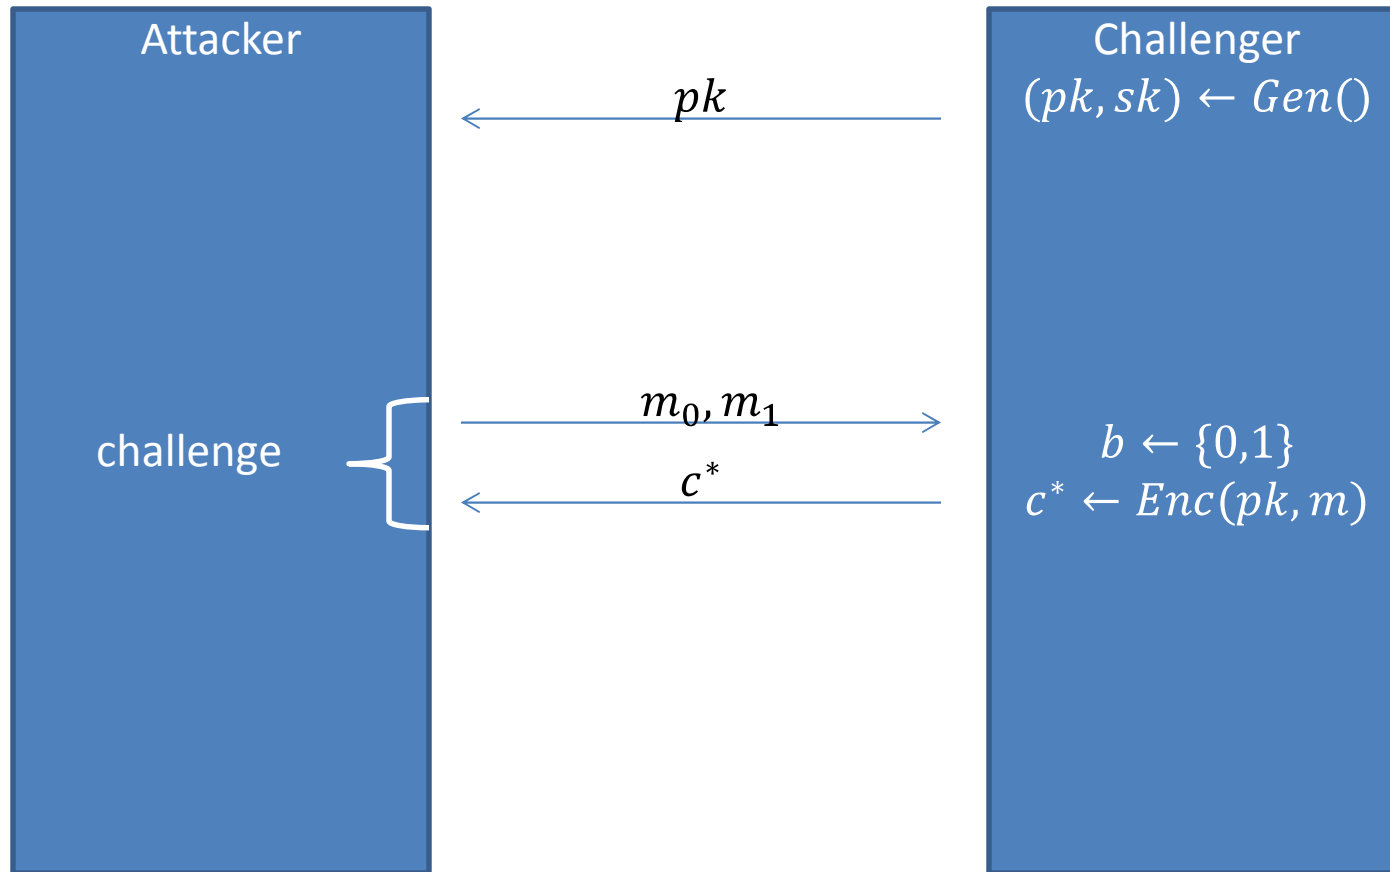 Attacker
Challenger
(pk, sk) ← Gen()
pk
m₀, m₁
challenge
b ← {0,1}
c*
c* ← Enc(pk, m)